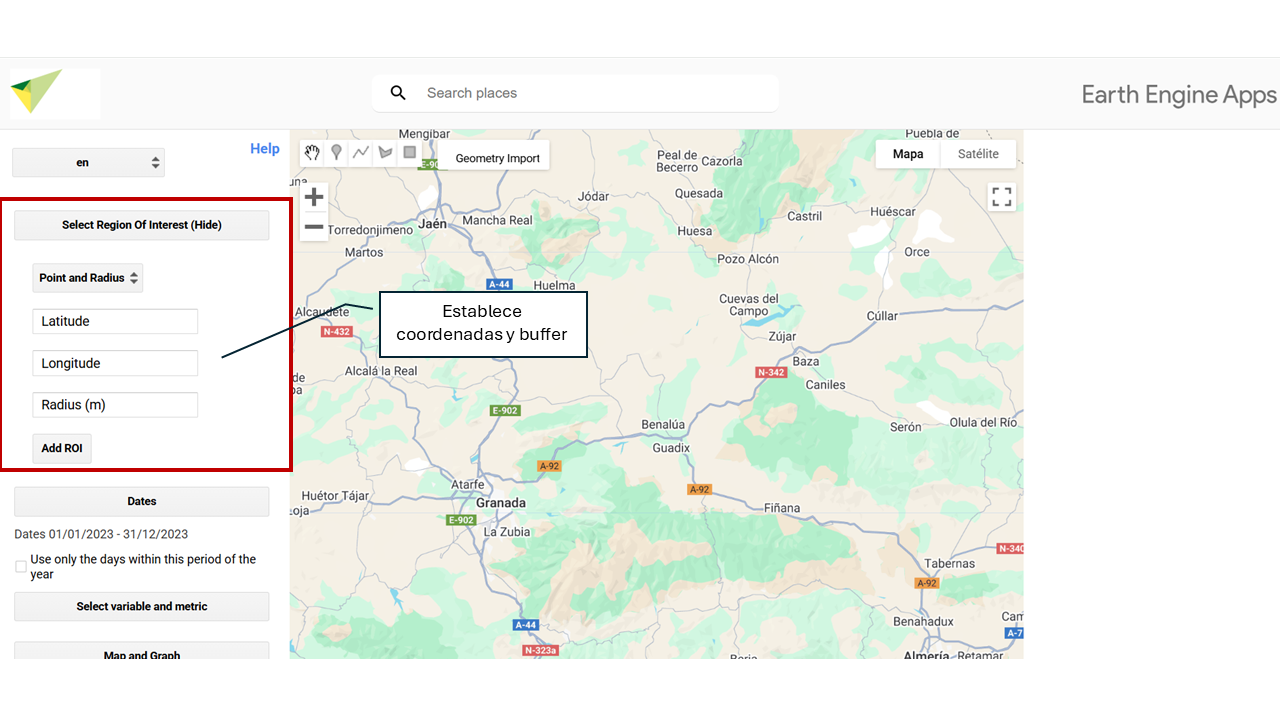 Search places
Earth Engine Apps
en
Help
Select Region Of Interest (Hide)
Point and Radius
Latitude
Longitude
Radius (m)
Add ROI
Dates
Dates 01/01/2023 - 31/12/2023
Use only the days within this period of the
year
Select variable and metric
Map and Graph
Establece
coordenadas y buffer
Geometry Import
Mapa
Satélite
Mengibar
Puebla de
E-90
Peal de
Becerro
Cazorla
una
Jódar
Quesada
Mancha Real
Castril
Huéscar
Jaén
Torredonjimeno
Huesa
Martos
Orce
Pozo Alcón
A-44
Huelma
Cuevas del
Campo
Alcaudete
Cúllar
N-432
Zújar
Baza
Alcalá la Real
N-342
de
ba
Caniles
E-902
Benalúa
Serón
Olula del Río
Guadix
A-92
Atarfe
A-92
Huétor Tájar
Granada
oja
Fiñana
E-902
La Zubia
N-340
Tabernas
A-92
Benahadux
Cam
A-44
A-7
N-323a
Berja
Almería
Retamar